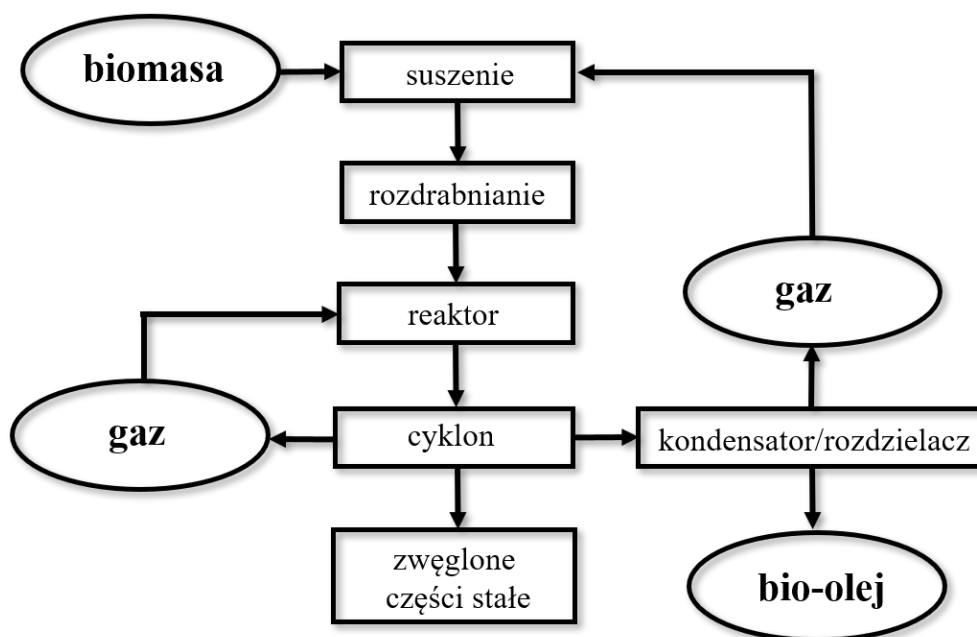 biomasa
suszenie
rozdrabnianie
gaz
reaktor
gaz
cyklon
kondensator/rozdzielacz
zwęglone
części stałe
bio-olej